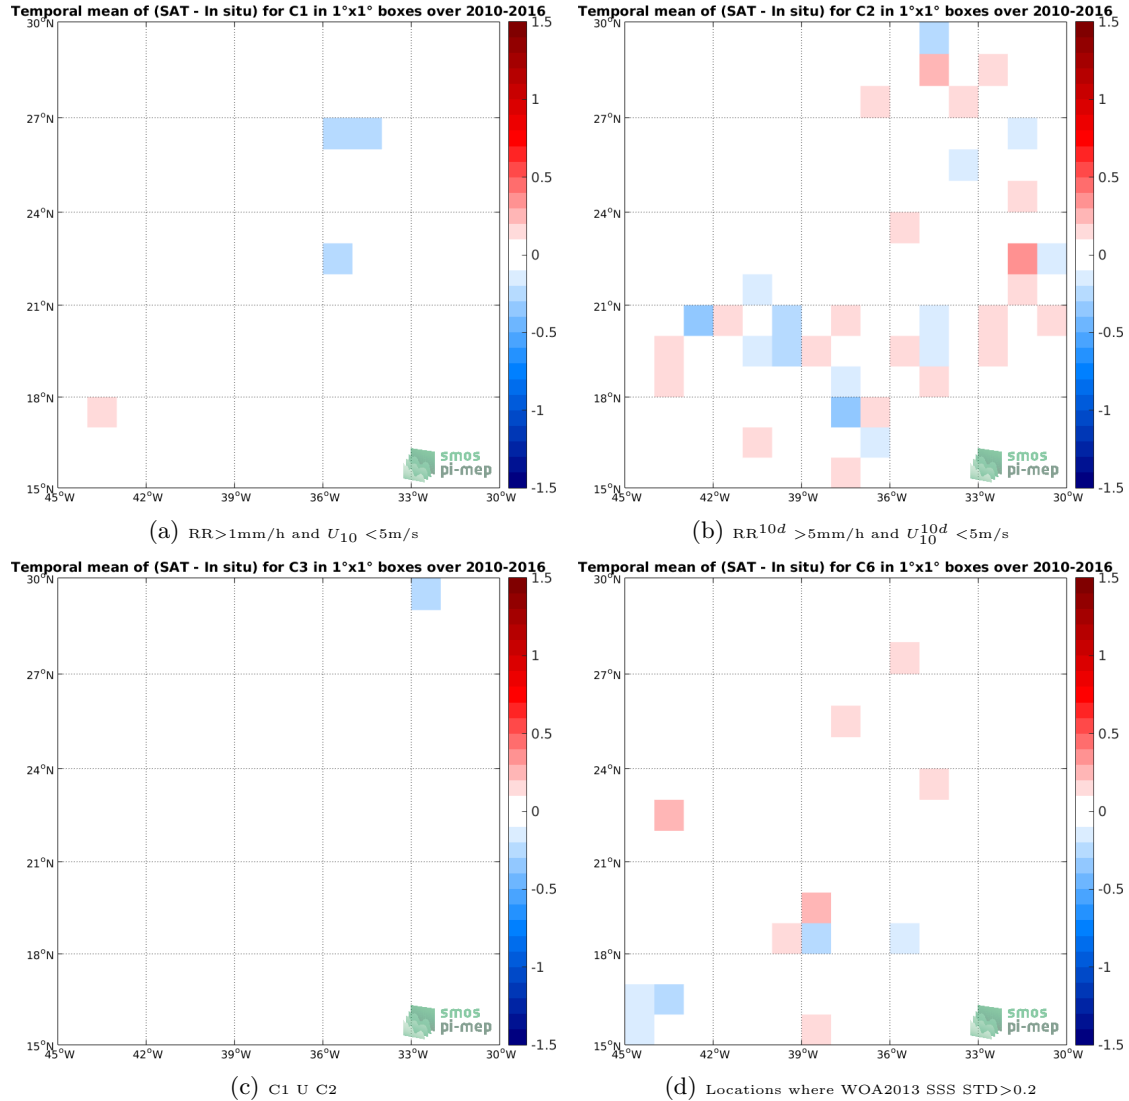 Temporal mean of (SAT - In situ) for C1 in 1°x1° boxes over 2010-2016
30°N
27°N
24°N
21°N
18°N
15°N
45°W 42°W 39°W 36°W 33°W 30°W
1.5
1
0.5
0
-0.5
-1
-1.5
smos
pi-mep
(a) RR>1mm/h and U10 <5m/s
Temporal mean of (SAT - In situ) for C2 in 1°x1° boxes over 2010-2016
30°N
27°N
24°N
21°N
18°N
15°N
45°W 42°W 39°W 36°W 33°W 30°W
1.5
1
0.5
0
-0.5
-1
-1.5
smos
pi-mep
(b) RR10d >5mm/h and U10d10 <5m/s
Temporal mean of (SAT - In situ) for C3 in 1°x1° boxes over 2010-2016
30°N
27°N
24°N
21°N
18°N
15°N
45°W 42°W 39°W 36°W 33°W 30°W
1.5
1
0.5
0
-0.5
-1
-1.5
smos
pi-mep
(c) C1 U C2
Temporal mean of (SAT - In situ) for C6 in 1°x1° boxes over 2010-2016
30°N
27°N
24°N
21°N
18°N
15°N
45°W 42°W 39°W 36°W 33°W 30°W
1.5
1
0.5
0
-0.5
-1
-1.5
smos
pi-mep
(d) Locations where WOA2013 SSS STD>0.2